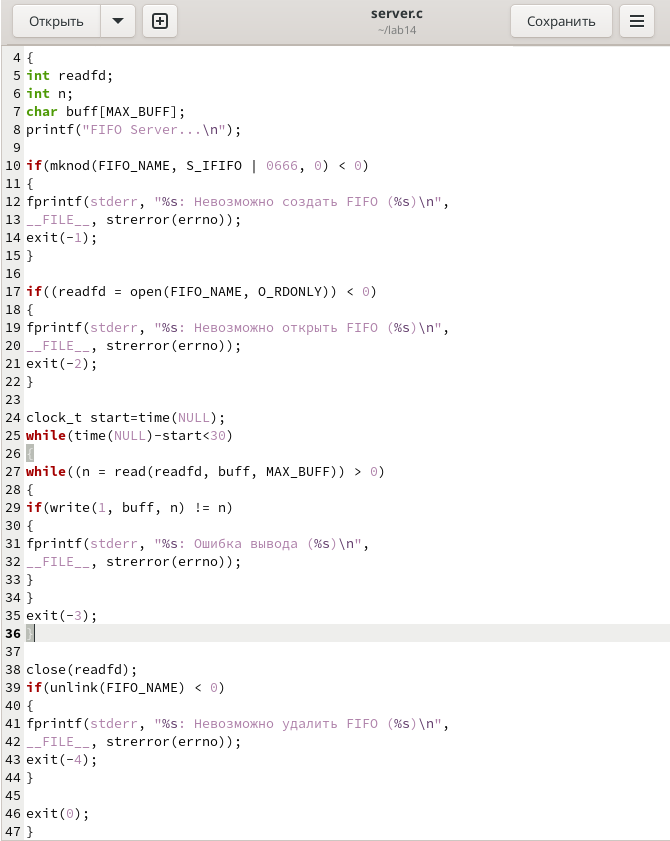 Открыть
server.c
~/lab14
Сохранить
4 {
5 int readfd;
6 int n;
7 char buff[MAX_BUFF];
8 printf("FIFO Server...\n");
9
10 if(mknod(FIFO_NAME, S_IFIFO | 0666, 0) < 0)
11 {
12 fprintf(stderr, "%s: Невозможно создать FIFO (%s)\n",
13 __FILE__, strerror(errno));
14 exit(-1);
15 }
16
17 if((readfd = open(FIFO_NAME, O_RDONLY)) < 0)
18 {
19 fprintf(stderr, "%s: Невозможно открыть FIFO (%s)\n",
20 __FILE__, strerror(errno));
21 exit(-2);
22 }
23
24 clock_t start=time(NULL);
25 while(time(NULL)-start<30)
26 {
27 while((n = read(readfd, buff, MAX_BUFF)) > 0)
28 {
29 if(write(1, buff, n) != n)
30 {
31 fprintf(stderr, "%s: Ошибка вывода (%s)\n",
32 __FILE__, strerror(errno));
33 }
34 }
35 exit(-3);
36 }
37
38 close(readfd);
39 if(unlink(FIFO_NAME) < 0)
40 {
41 fprintf(stderr, "%s: Невозможно удалить FIFO (%s)\n",
42 __FILE__, strerror(errno));
43 exit(-4);
44 }
45
46 exit(0);
47 }